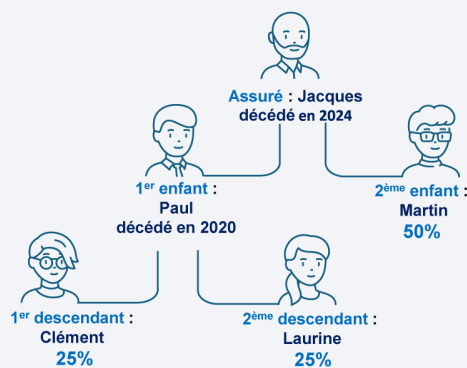 Assuré : Jacques
décédé en 2024
1er enfant :
Paul
décédé en 2020
2ème enfant :
Martin
50%
1er descendant :
Clément
25%
2ème descendant :
Laurine
25%